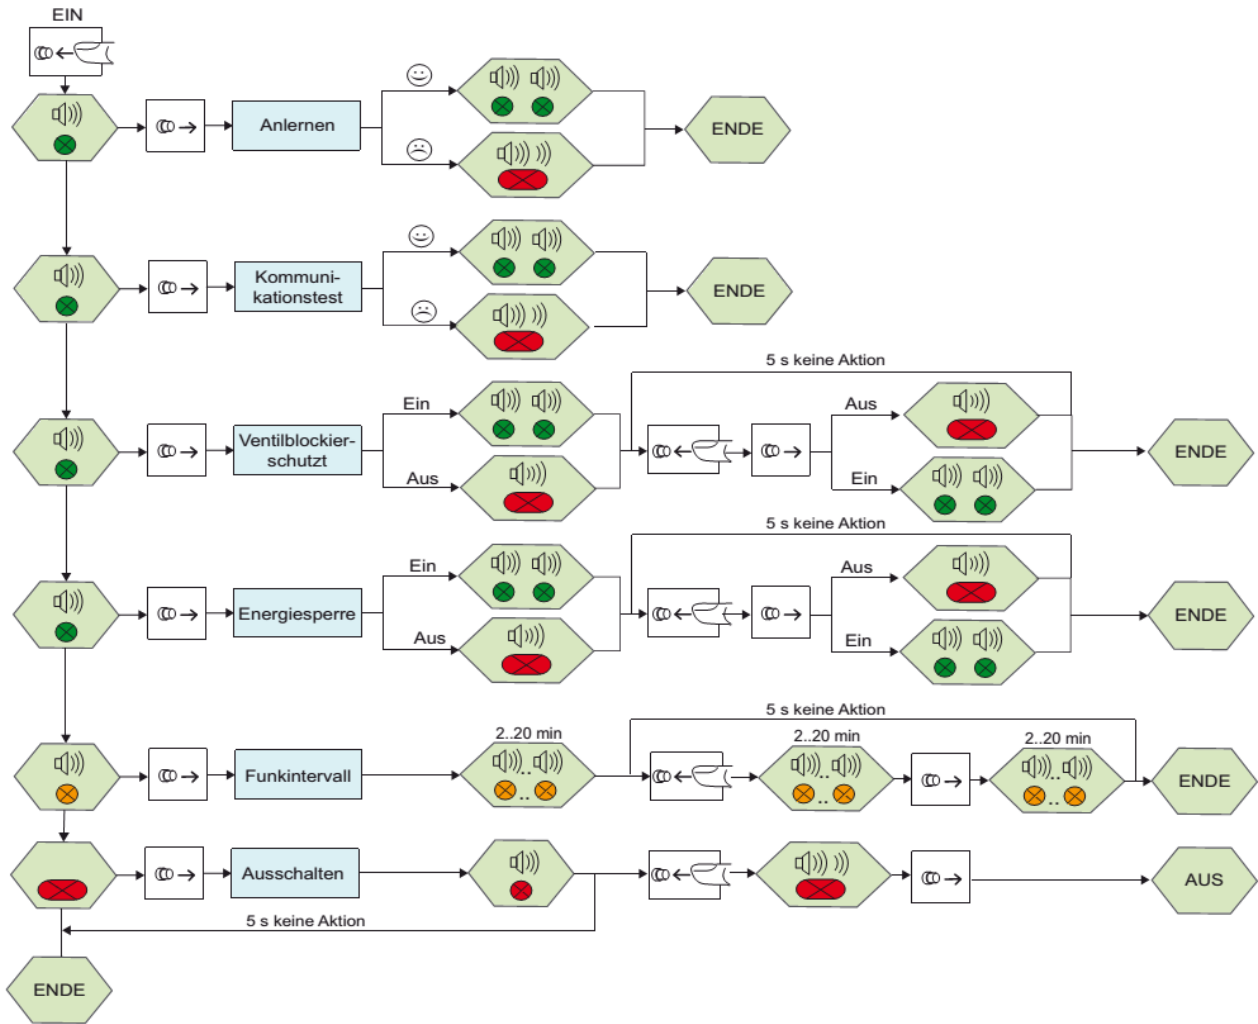 EIN
Anlernen
ENDE
Kommuni-
kationstest
ENDE
5 s keine Aktion
Ein
Aus
Ventilblockier-
schutzt
Aus
Ein
ENDE
5 s keine Aktion
Ein
Aus
Energiesperre
Aus
Ein
ENDE
5 s keine Aktion
2..20 min
2..20 min
2..20 min
Funkintervall
..
..
..
..
..
..
ENDE
Ausschalten
AUS
5 s keine Aktion
ENDE